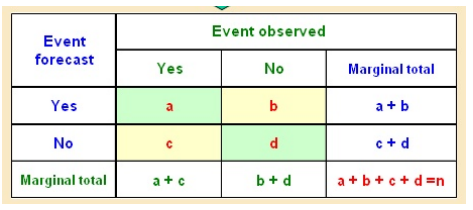 Event forecast
Event observed
Yes No Marginal total
Yes a b a + b
No c d c + d
Marginal total a + c b + d a + b + c + d =n